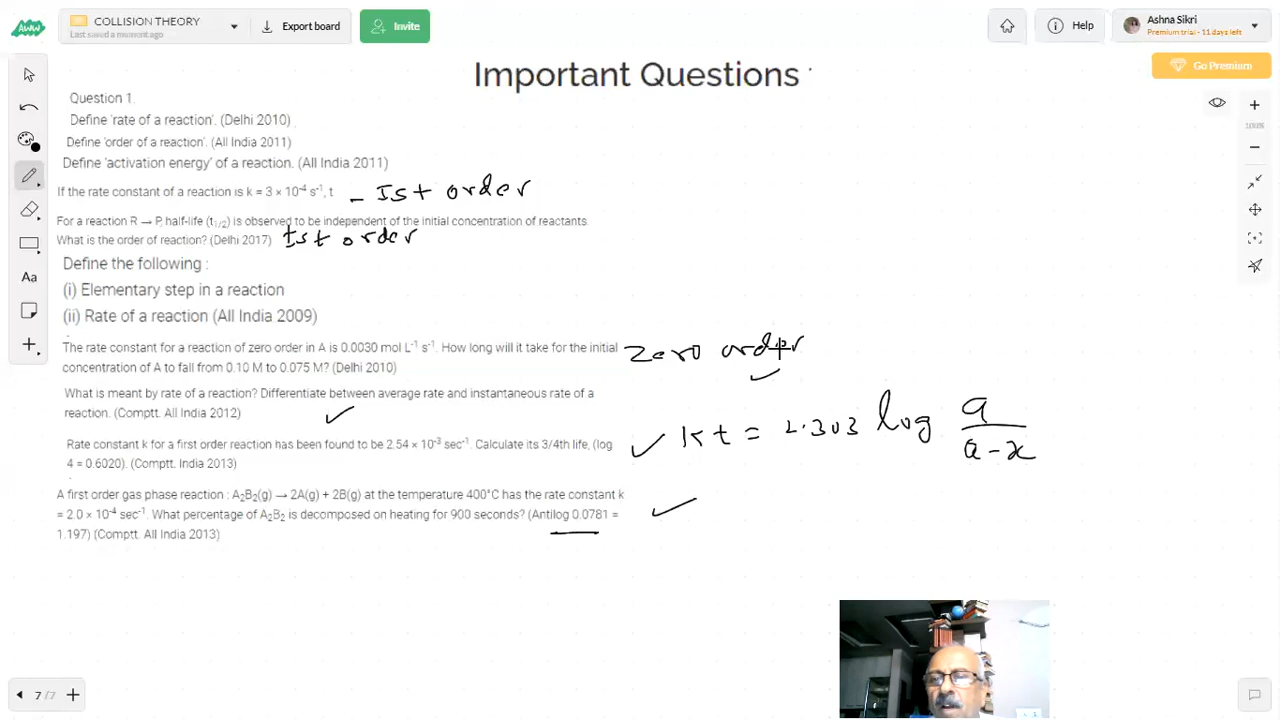 AWW
COLLISION THEORY
Last saved a moment ago
Export board
Invite
Help
Ashna Sikri
Premium trial - 11 days left
Important Questions
Go Premium
Question 1.
Define 'rate of a reaction'. (Delhi 2010)
Define 'order of a reaction'. (All India 2011)
Define 'activation energy' of a reaction. (All India 2011)
If the rate constant of a reaction is k = 3 × 10⁻⁴ s⁻¹, t – Ist order
For a reaction R → P, half-life (t₁/₂) is observed to be independent of the initial concentration of reactants.
What is the order of reaction? (Delhi 2017) Ist order
Define the following :
(i) Elementary step in a reaction
(ii) Rate of a reaction (All India 2009)
The rate constant for a reaction of zero order in A is 0.0030 mol L⁻¹ s⁻¹. How long will it take for the initial
concentration of A to fall from 0.10 M to 0.075 M? (Delhi 2010)
zero order
What is meant by rate of a reaction? Differentiate between average rate and instantaneous rate of a
reaction. (Comptt. All India 2012)
Rate constant k for a first order reaction has been found to be 2.54 × 10⁻³ sec⁻¹. Calculate its 3/4th life, (log
4 = 0.6020). (Comptt. All India 2013)
kt = 2.303 log a/(a-x)
A first order gas phase reaction : A₂B₂(g) → 2A(g) + 2B(g) at the temperature 400°C has the rate constant k
= 2.0 × 10⁻⁴ sec⁻¹. What percentage of A₂B₂ is decomposed on heating for 900 seconds? (Antilog 0.0781 =
1.197) (Comptt. All India 2013)
Aa
100%
7 / 7